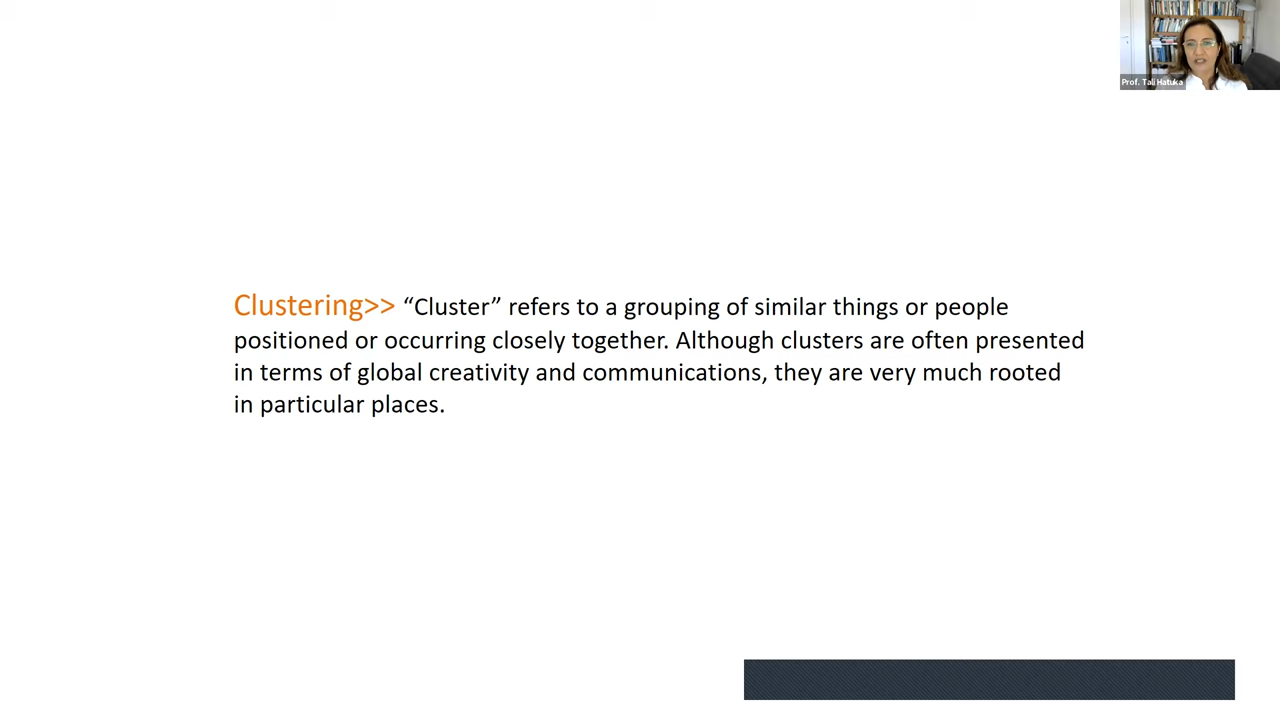 Prof. Tali Hatuka
Clustering>> “Cluster” refers to a grouping of similar things or people
positioned or occurring closely together. Although clusters are often presented
in terms of global creativity and communications, they are very much rooted
in particular places.